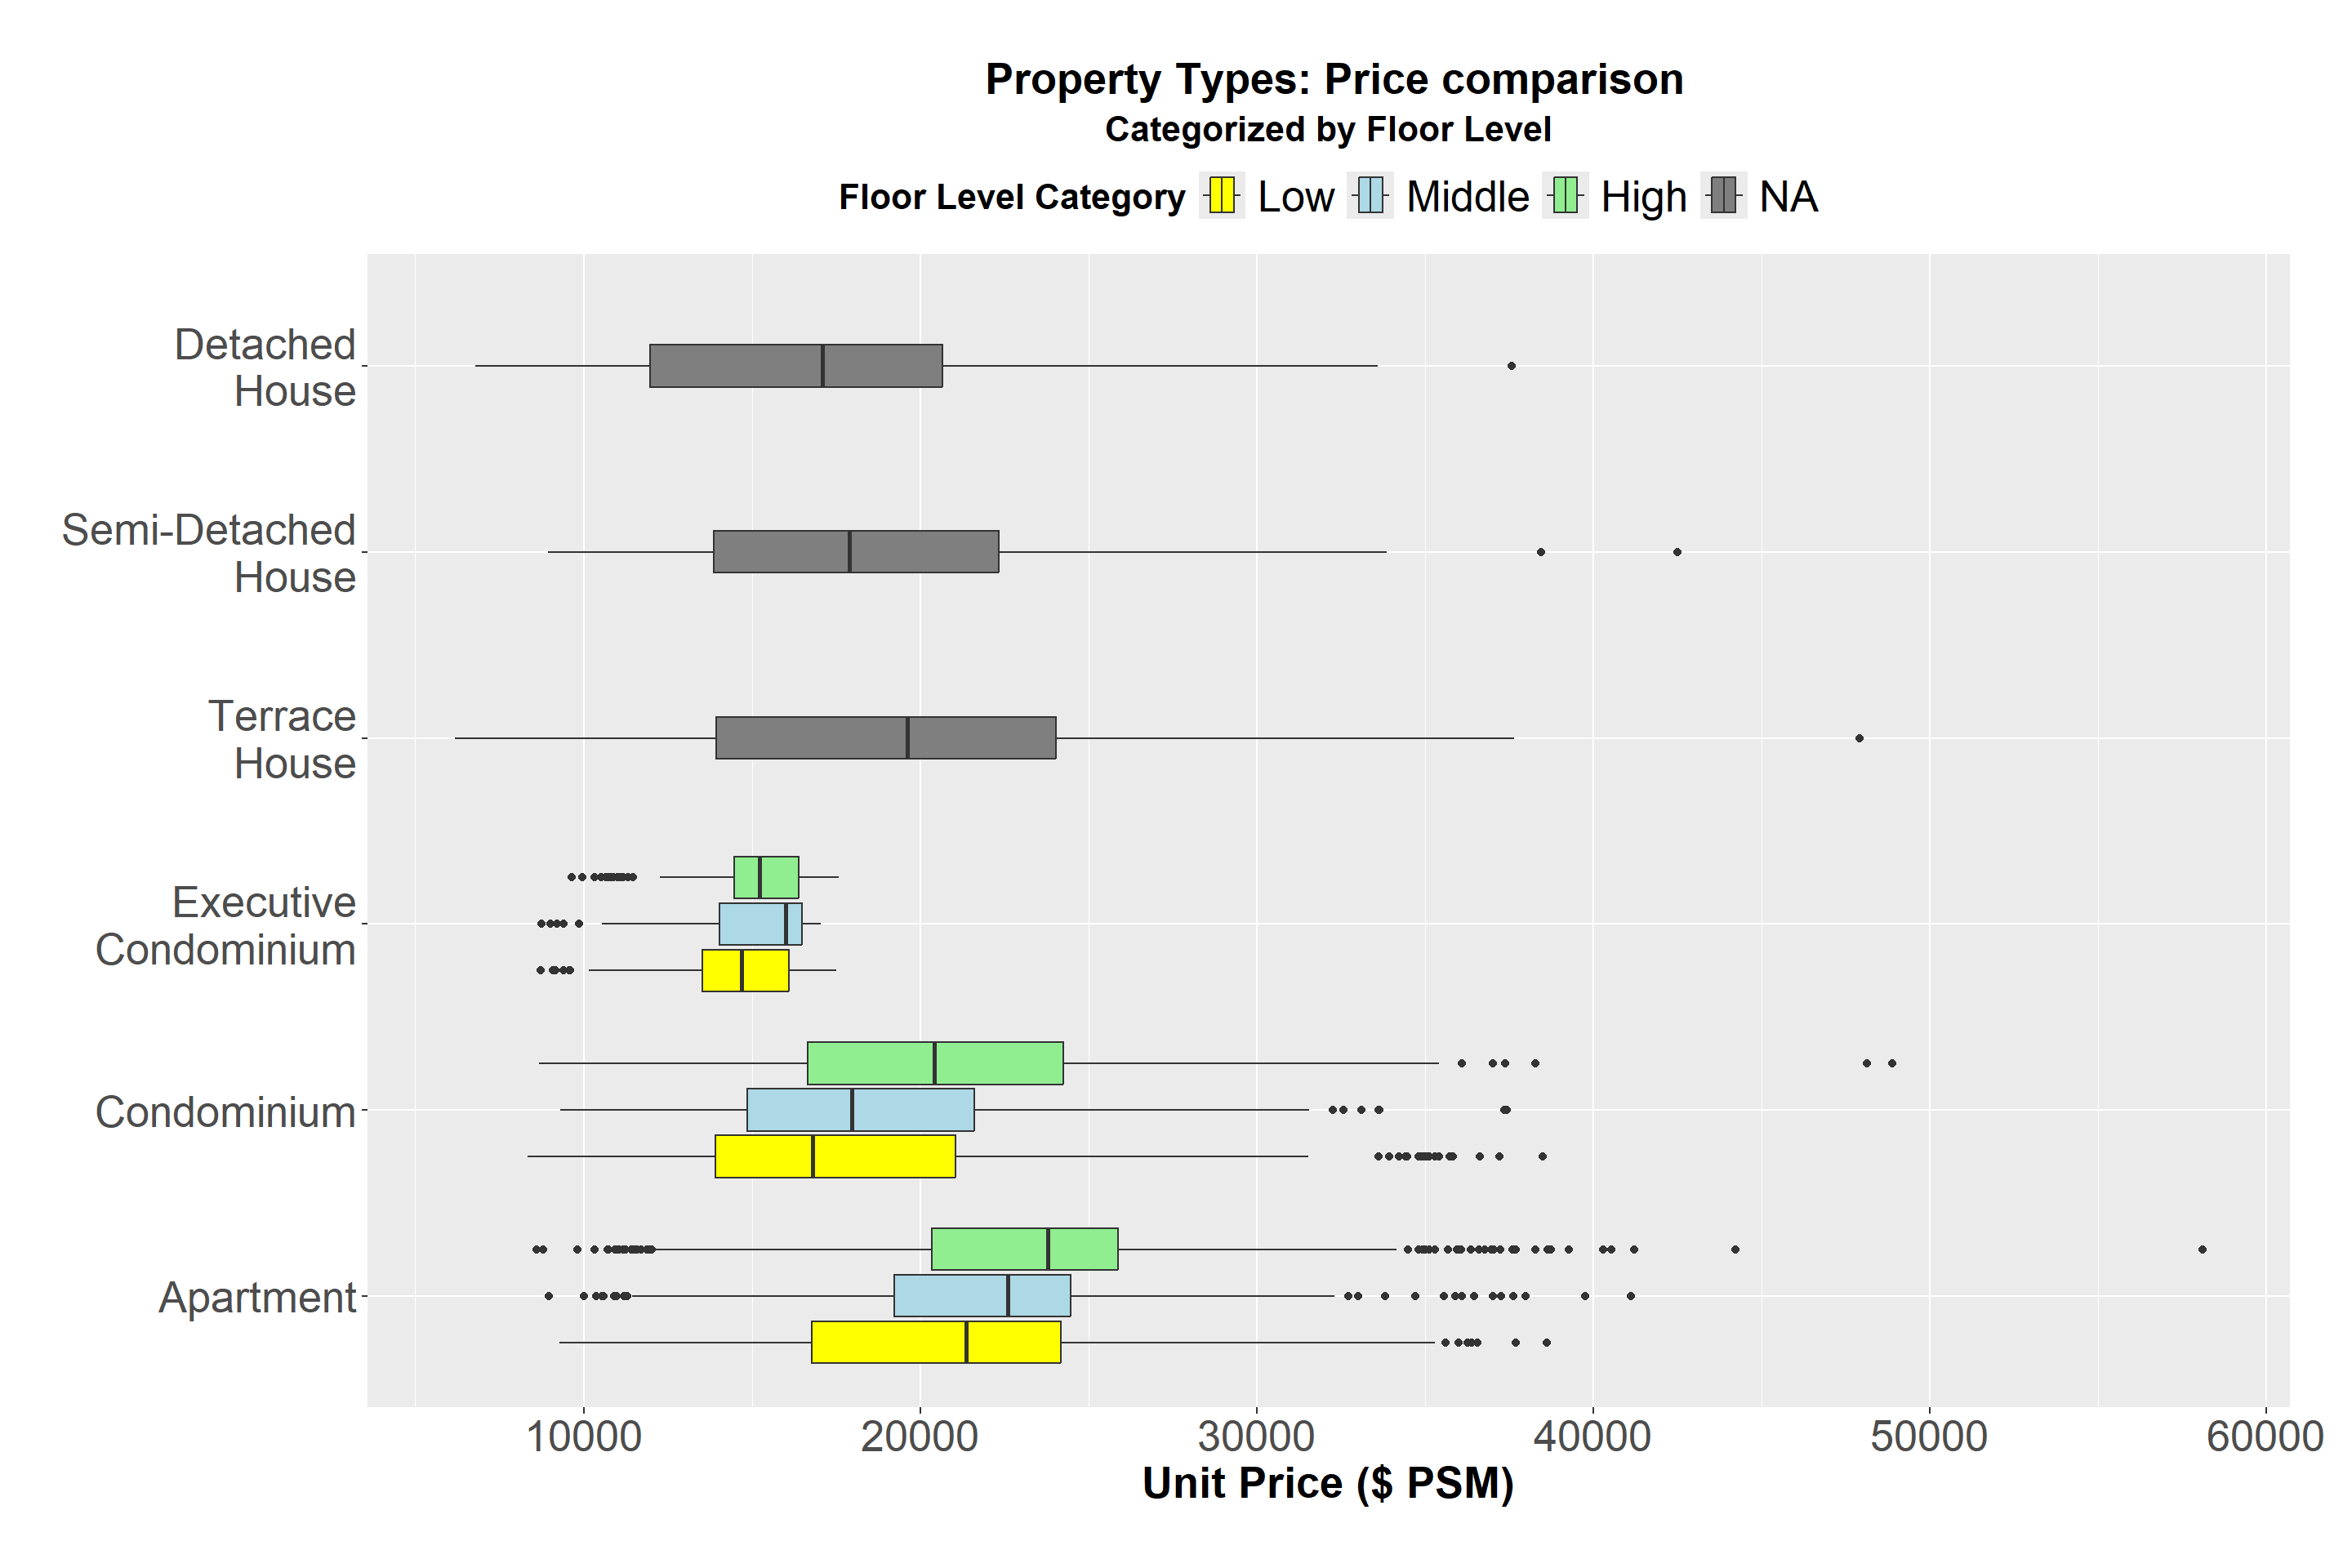 Property Types: Price comparison
Categorized by Floor Level
Floor Level Category Low Middle High NA
Detached
House
Semi-Detached
House
Terrace
House
Executive
Condominium
Condominium
Apartment
10000 20000 30000 40000 50000 60000
Unit Price ($ PSM)